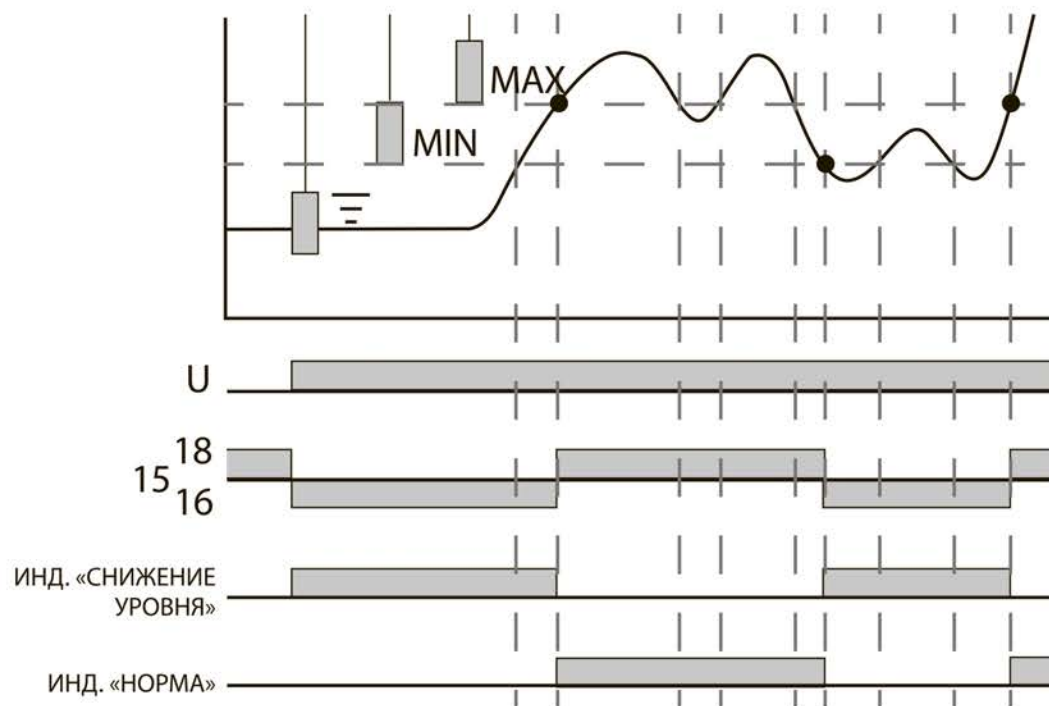 MAX
MIN
U
18
15
16
ИНД. «СНИЖЕНИЕ
УРОВНЯ»
ИНД. «НОРМА»